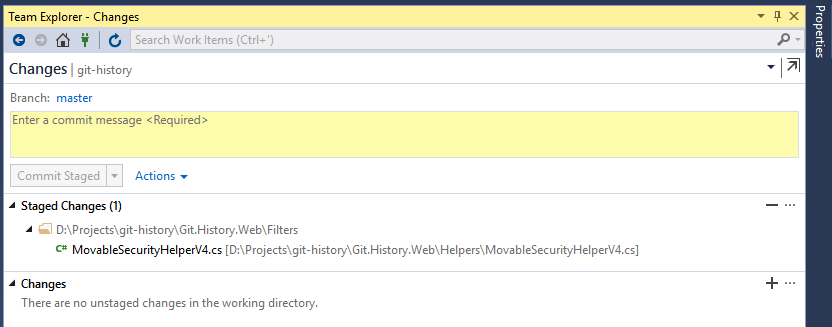 Team Explorer - Changes
Search Work Items (Ctrl+')
Changes | git-history
Branch: master
Enter a commit message <Required>
Commit Staged
Actions
Staged Changes (1)
D:\Projects\git-history\Git.History.Web\Filters
C# MovableSecurityHelperV4.cs [D:\Projects\git-history\Git.History.Web\Helpers\MovableSecurityHelperV4.cs]
Changes
There are no unstaged changes in the working directory.
Properties